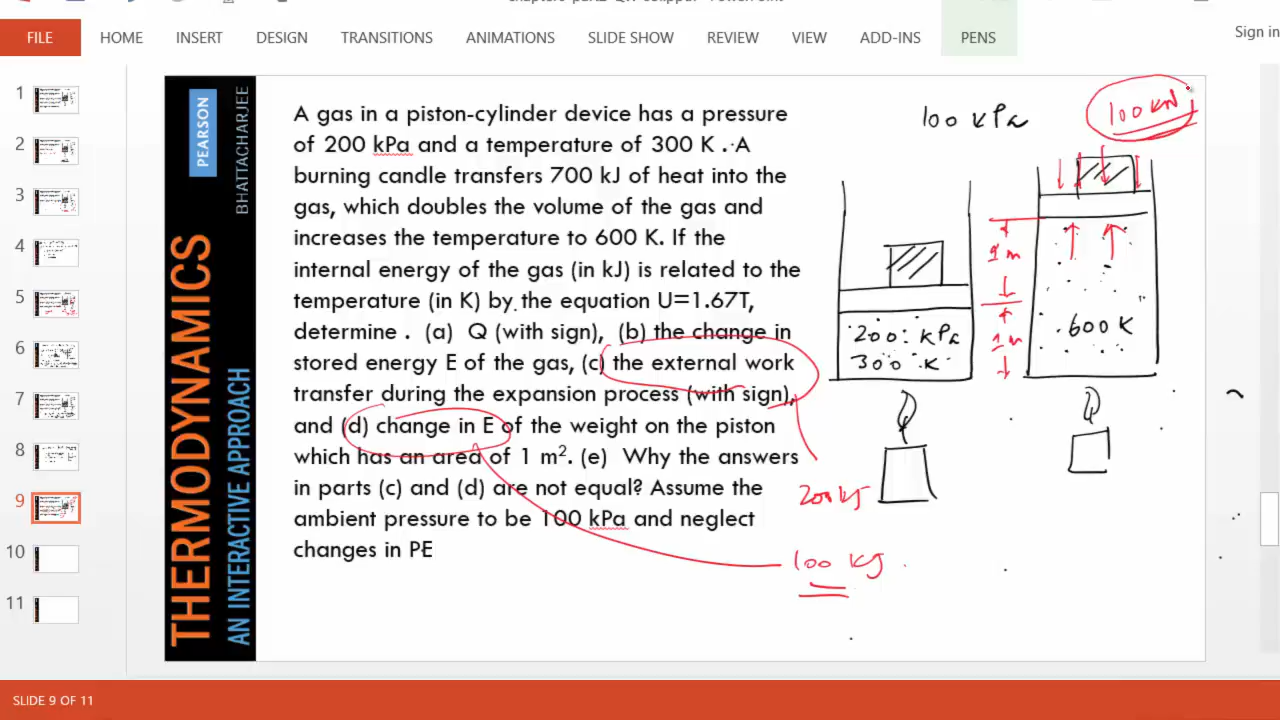 FILE
HOME
INSERT
DESIGN
TRANSITIONS
ANIMATIONS
SLIDE SHOW
REVIEW
VIEW
ADD-INS
PENS
Sign in
1
2
3
4
5
6
7
8
9
10
11
PEARSON
BHATTACHARJEE
THERMODYNAMICS
AN INTERACTIVE APPROACH
A gas in a piston-cylinder device has a pressure
of 200 kPa and a temperature of 300 K . A
burning candle transfers 700 kJ of heat into the
gas, which doubles the volume of the gas and
increases the temperature to 600 K. If the
internal energy of the gas (in kJ) is related to the
temperature (in K) by the equation U=1.67T,
determine . (a) Q (with sign), (b) the change in
stored energy E of the gas, (c) the external work
transfer during the expansion process (with sign),
and (d) change in E of the weight on the piston
which has an area of 1 m². (e) Why the answers
in parts (c) and (d) are not equal? Assume the
ambient pressure to be 100 kPa and neglect
changes in PE
100 kPa
100 kN
1 m
1 m
200 kPa
300 K
600 K
200 kJ
100 kJ
SLIDE 9 OF 11